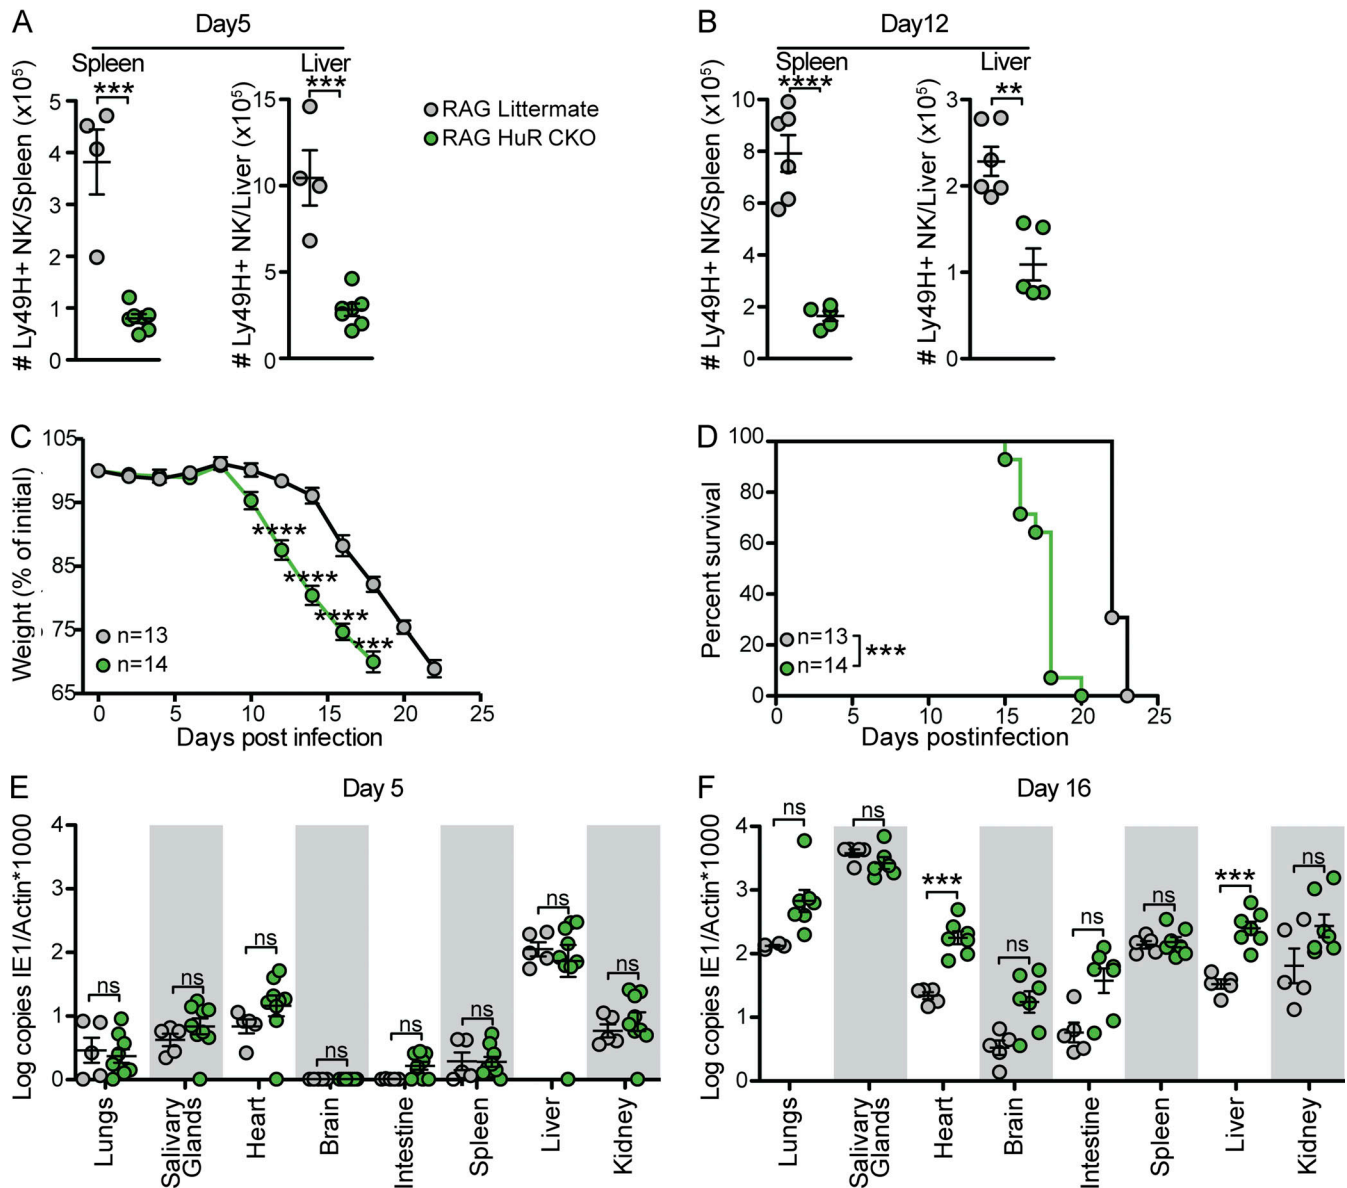 A
Day5
Spleen
***
# Ly49H+ NK/Spleen (x10⁵)
5
4
3
2
1
0
Liver
***
# Ly49H+ NK/Liver (x10⁵)
15
10
5
0
RAG Littermate
RAG HuR CKO
B
Day12
Spleen
****
# Ly49H+ NK/Spleen (x10⁵)
10
8
6
4
2
0
Liver
**
# Ly49H+ NK/Liver (x10⁵)
3
2
1
0
C
Weight (% of initial)
105
95
85
75
65
****
****
****
***
n=13
n=14
0 5 10 15 20 25
Days post infection
D
Percent survival
100
80
60
40
20
0
n=13
n=14
***
0 5 10 15 20 25
Days postinfection
E
Day 5
Log copies IE1/Actin*1000
4
3
2
1
0
ns ns ns ns ns ns ns ns
Lungs
Salivary
Glands
Heart
Brain
Intestine
Spleen
Liver
Kidney
F
Day 16
Log copies IE1/Actin*1000
4
3
2
1
0
ns ns *** ns ns ns *** ns
Lungs
Salivary
Glands
Heart
Brain
Intestine
Spleen
Liver
Kidney